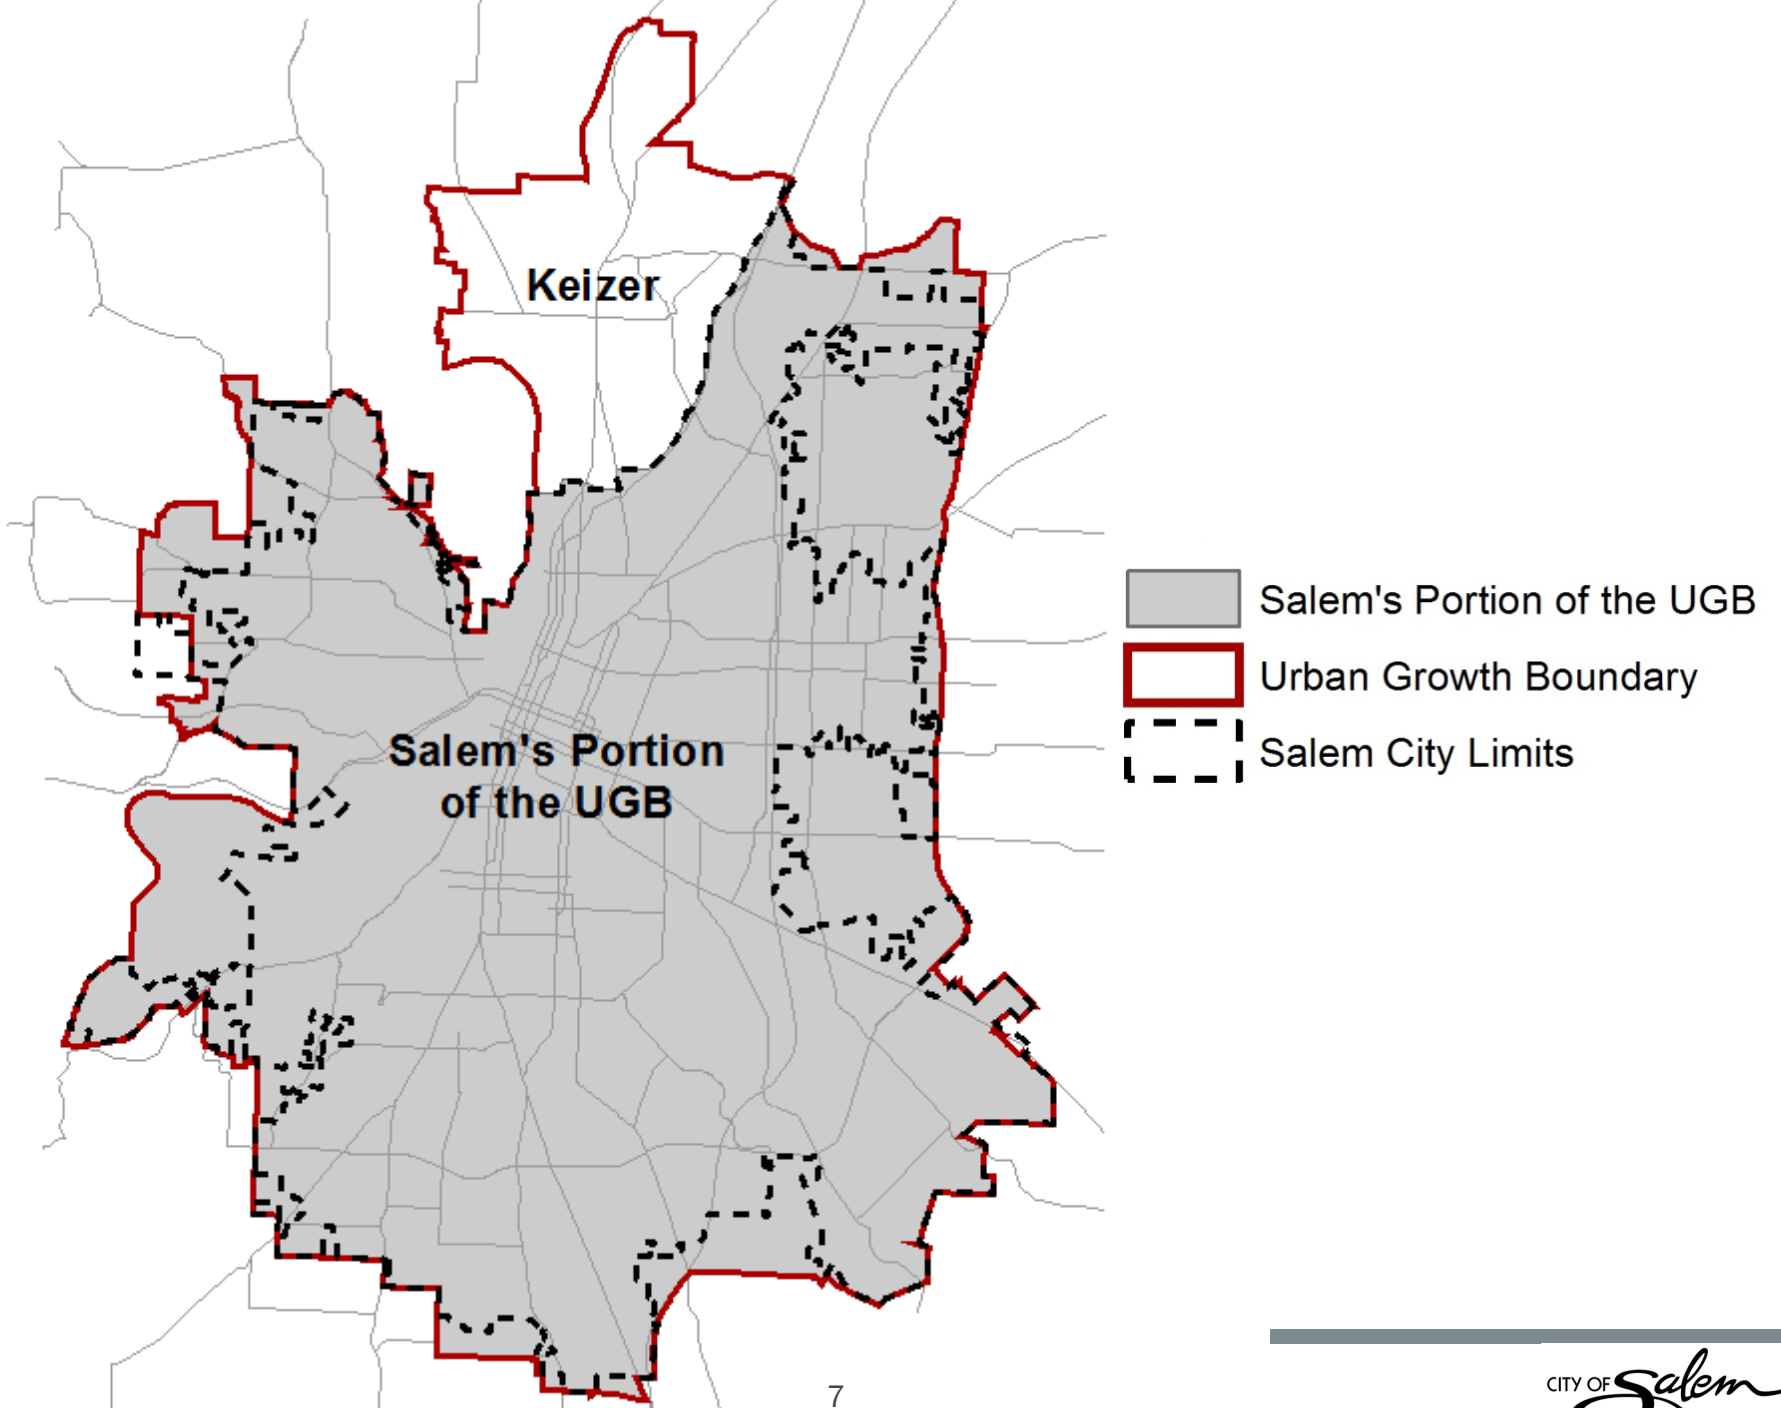 Keizer
Salem's Portion
of the UGB
Salem's Portion of the UGB
Urban Growth Boundary
Salem City Limits
7
CITY OF Salem